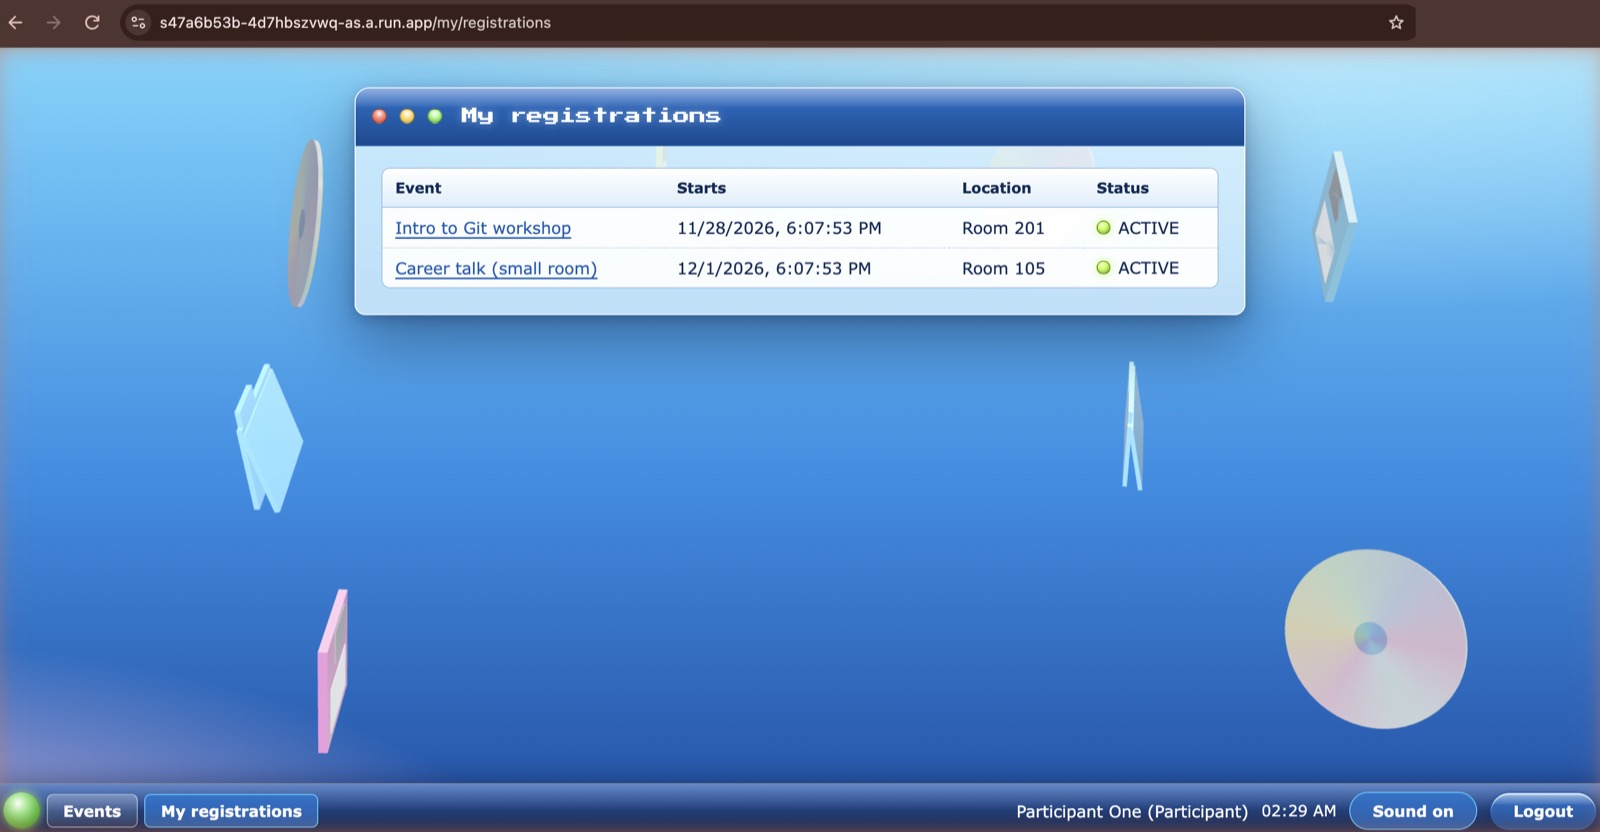 s47a6b53b-4d7hbszvwq-as.a.run.app/my/registrations
My registrations
Event Starts Location Status
Intro to Git workshop 11/28/2026, 6:07:53 PM Room 201 ACTIVE
Career talk (small room) 12/1/2026, 6:07:53 PM Room 105 ACTIVE
Events My registrations Participant One (Participant) 02:29 AM Sound on Logout